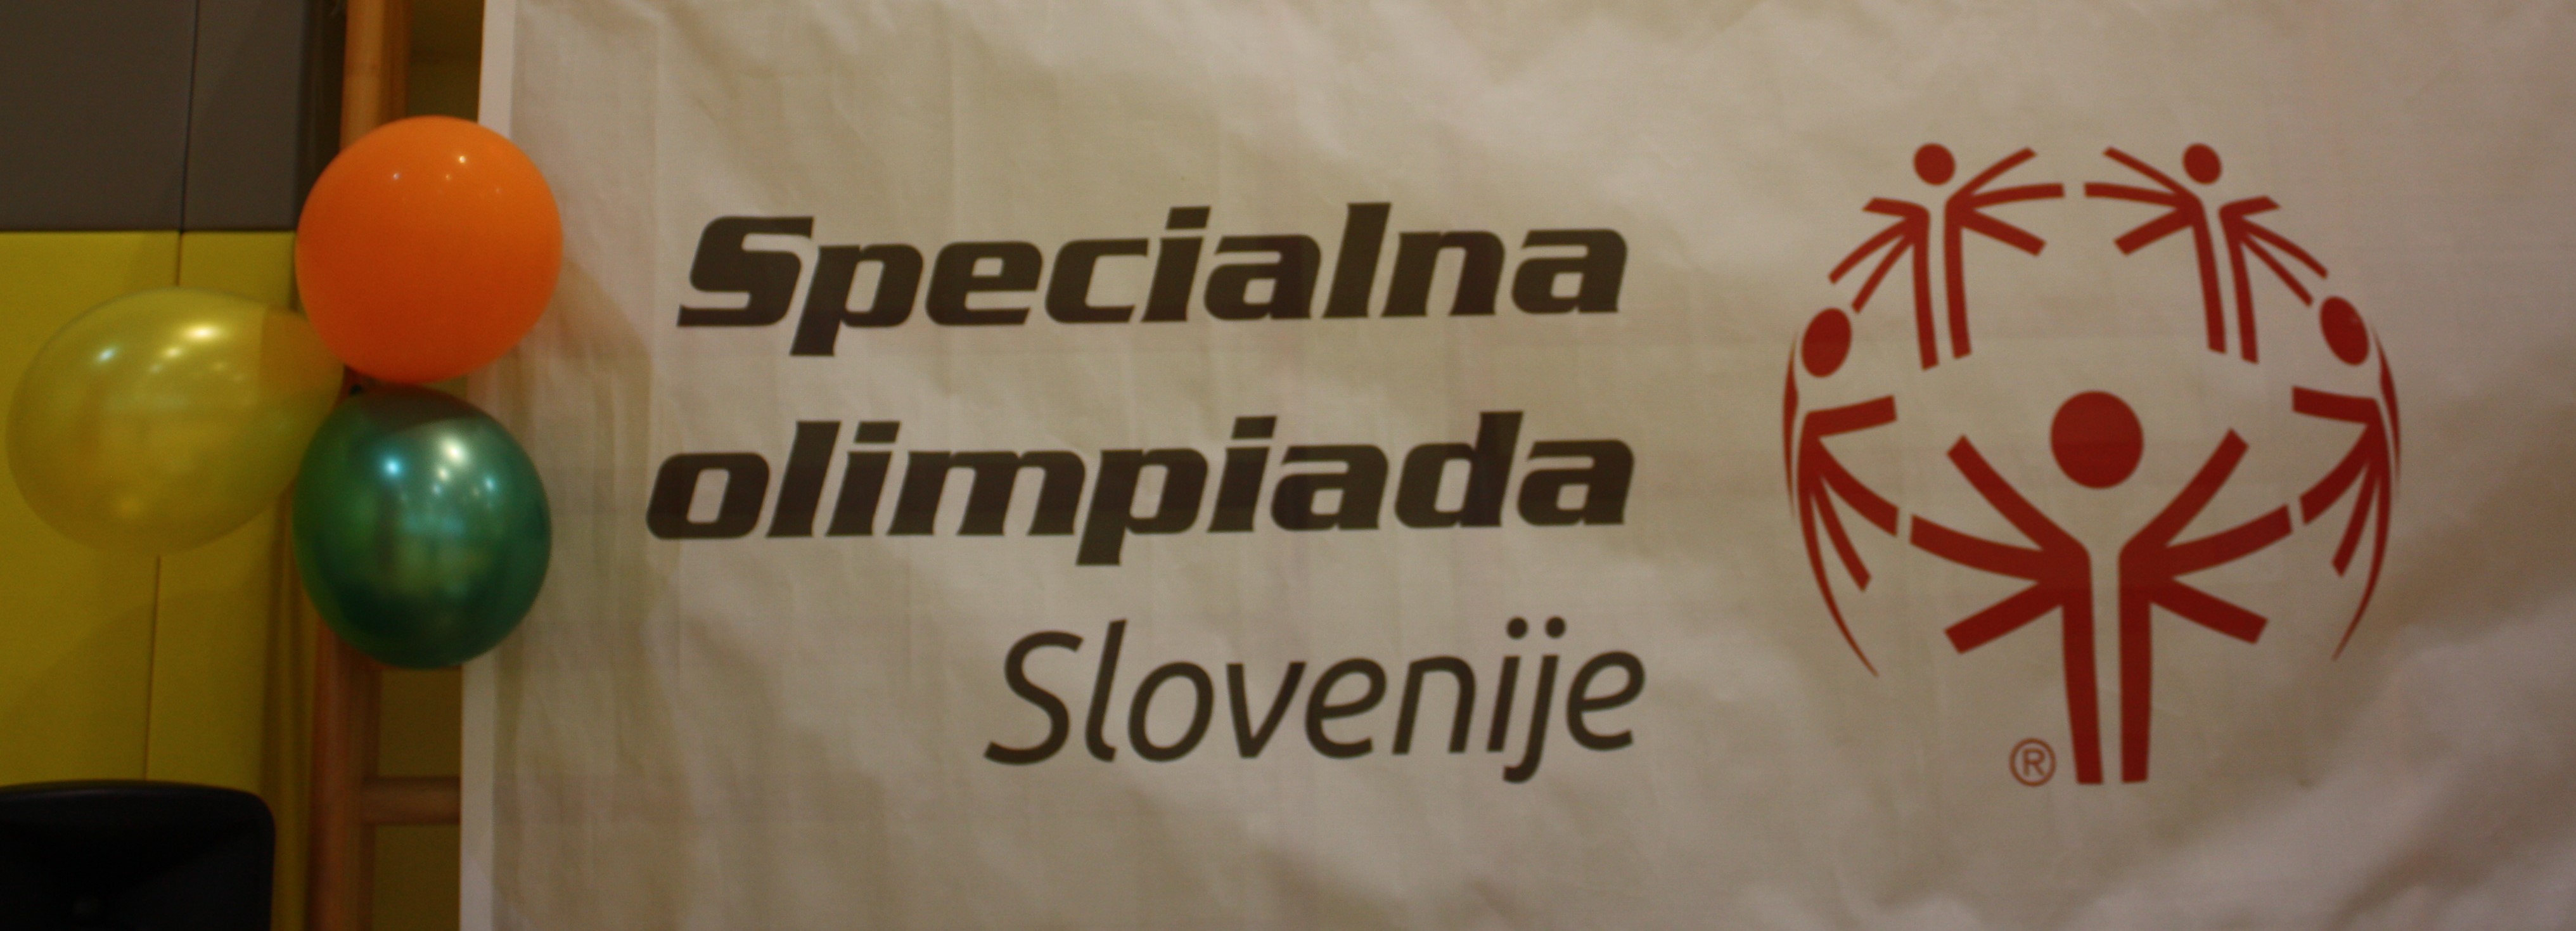 Specialna
olimpiada
Slovenije
®